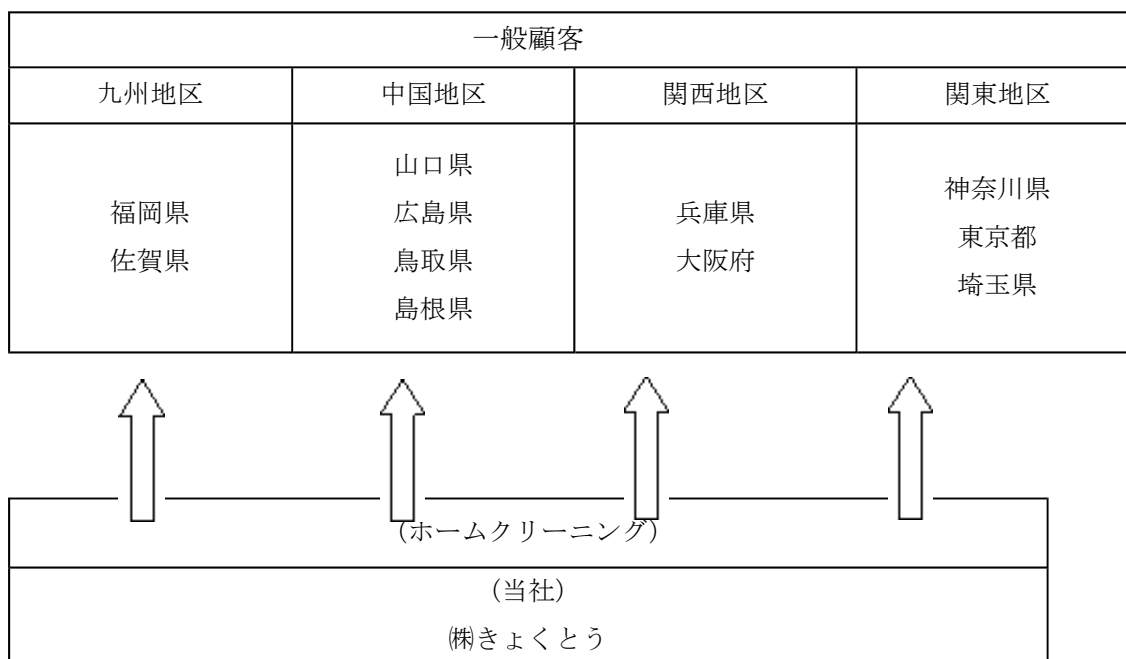 一般顧客
九州地区 中国地区 関西地区 関東地区
福岡県
佐賀県
山口県
広島県
鳥取県
島根県
兵庫県
大阪府
神奈川県
東京都
埼玉県
(ホームクリーニング)
(当社)
㈱きょくとう